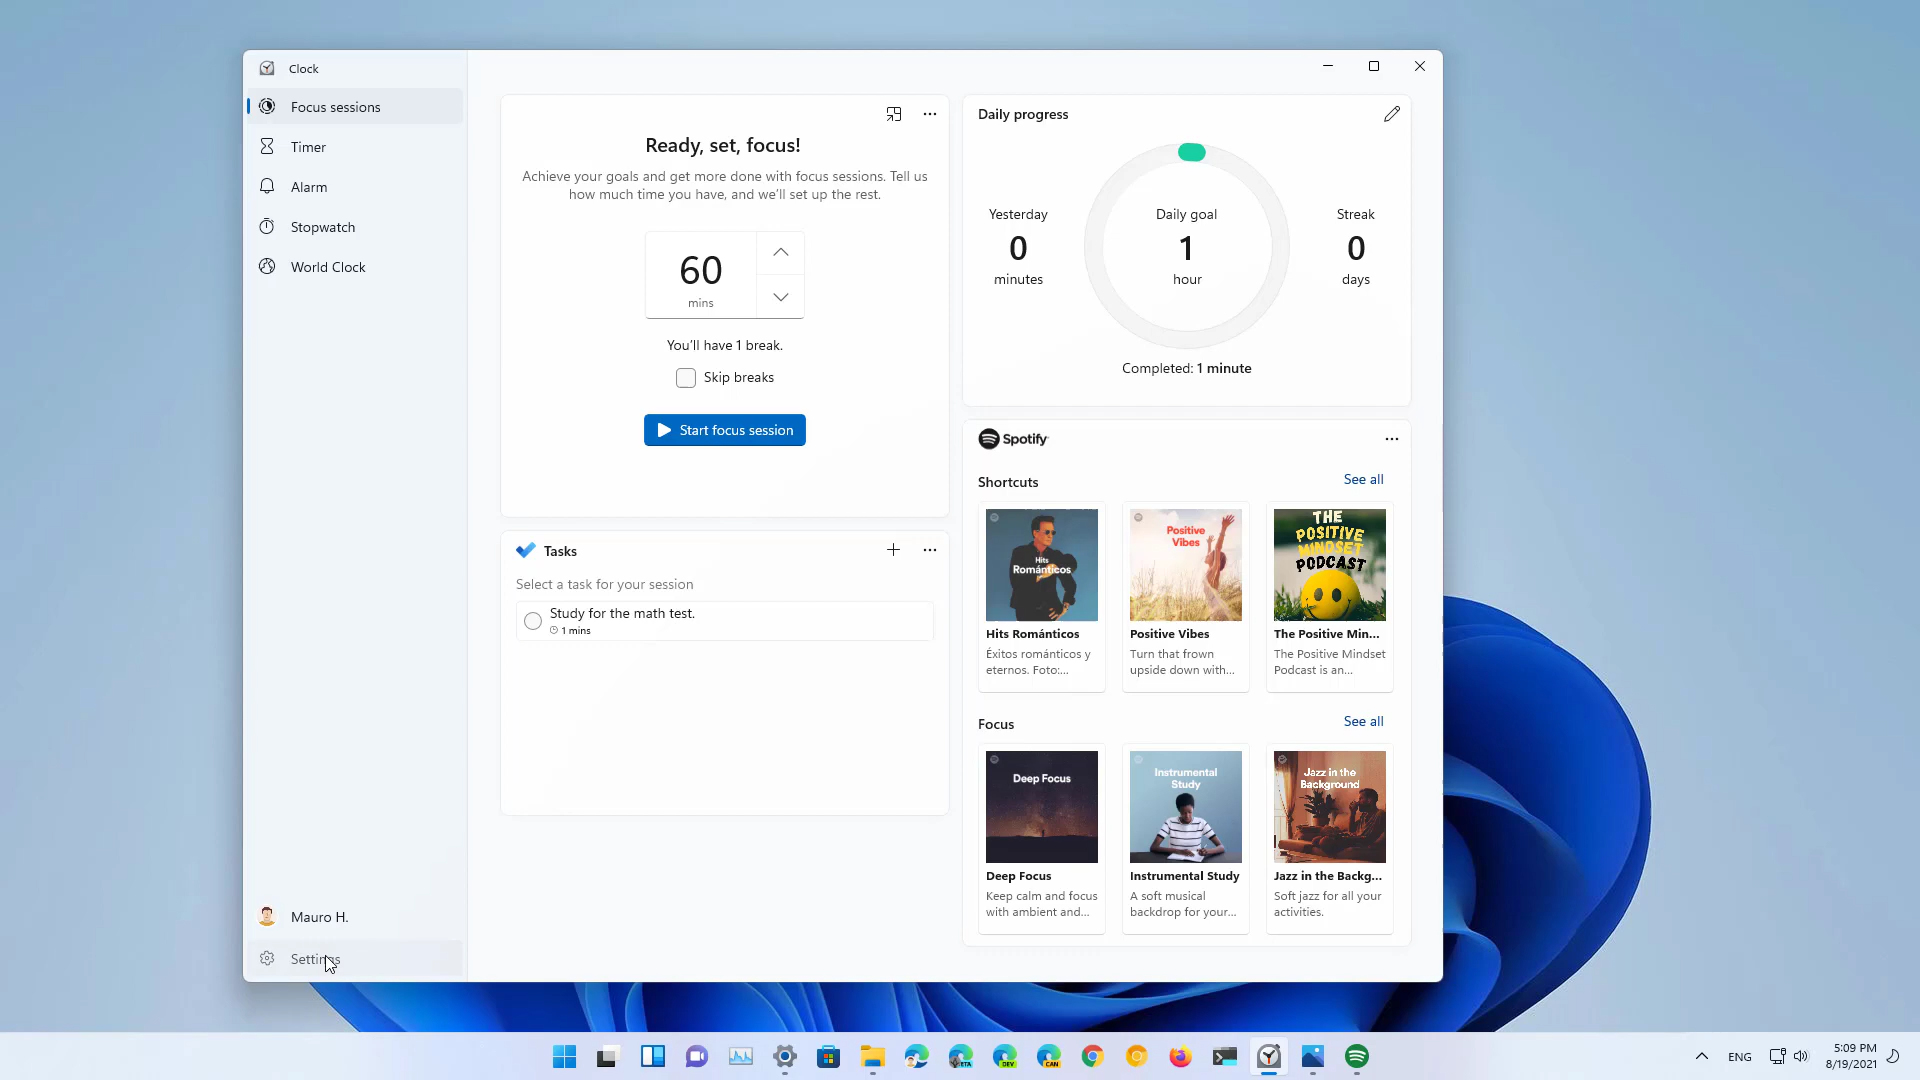 Clock
Focus sessions
Timer
Alarm
Stopwatch
World Clock
Mauro H.
Settings
Ready, set, focus!
Achieve your goals and get more done with focus sessions. Tell us
how much time you have, and we'll set up the rest.
60
mins
You'll have 1 break.
Skip breaks
Start focus session
Tasks
Select a task for your session
Study for the math test.
1 mins
Daily progress
Yesterday
0
minutes
Daily goal
1
hour
Streak
0
days
Completed: 1 minute
Spotify
Shortcuts
See all
Hits
Románticos
Positive
Vibes
THE
POSITIVE
MINDSET
PODCAST
Hits Románticos
Éxitos románticos y
eternos. Foto:...
Positive Vibes
Turn that frown
upside down with...
The Positive Min...
The Positive Mindset
Podcast is an...
Focus
See all
Deep Focus
Instrumental
Study
Jazz in the
Background
Deep Focus
Keep calm and focus
with ambient and...
Instrumental Study
A soft musical
backdrop for your...
Jazz in the Backg...
Soft jazz for all your
activities.
BETA
DEV
CAN
ENG
5:09 PM
8/19/2021